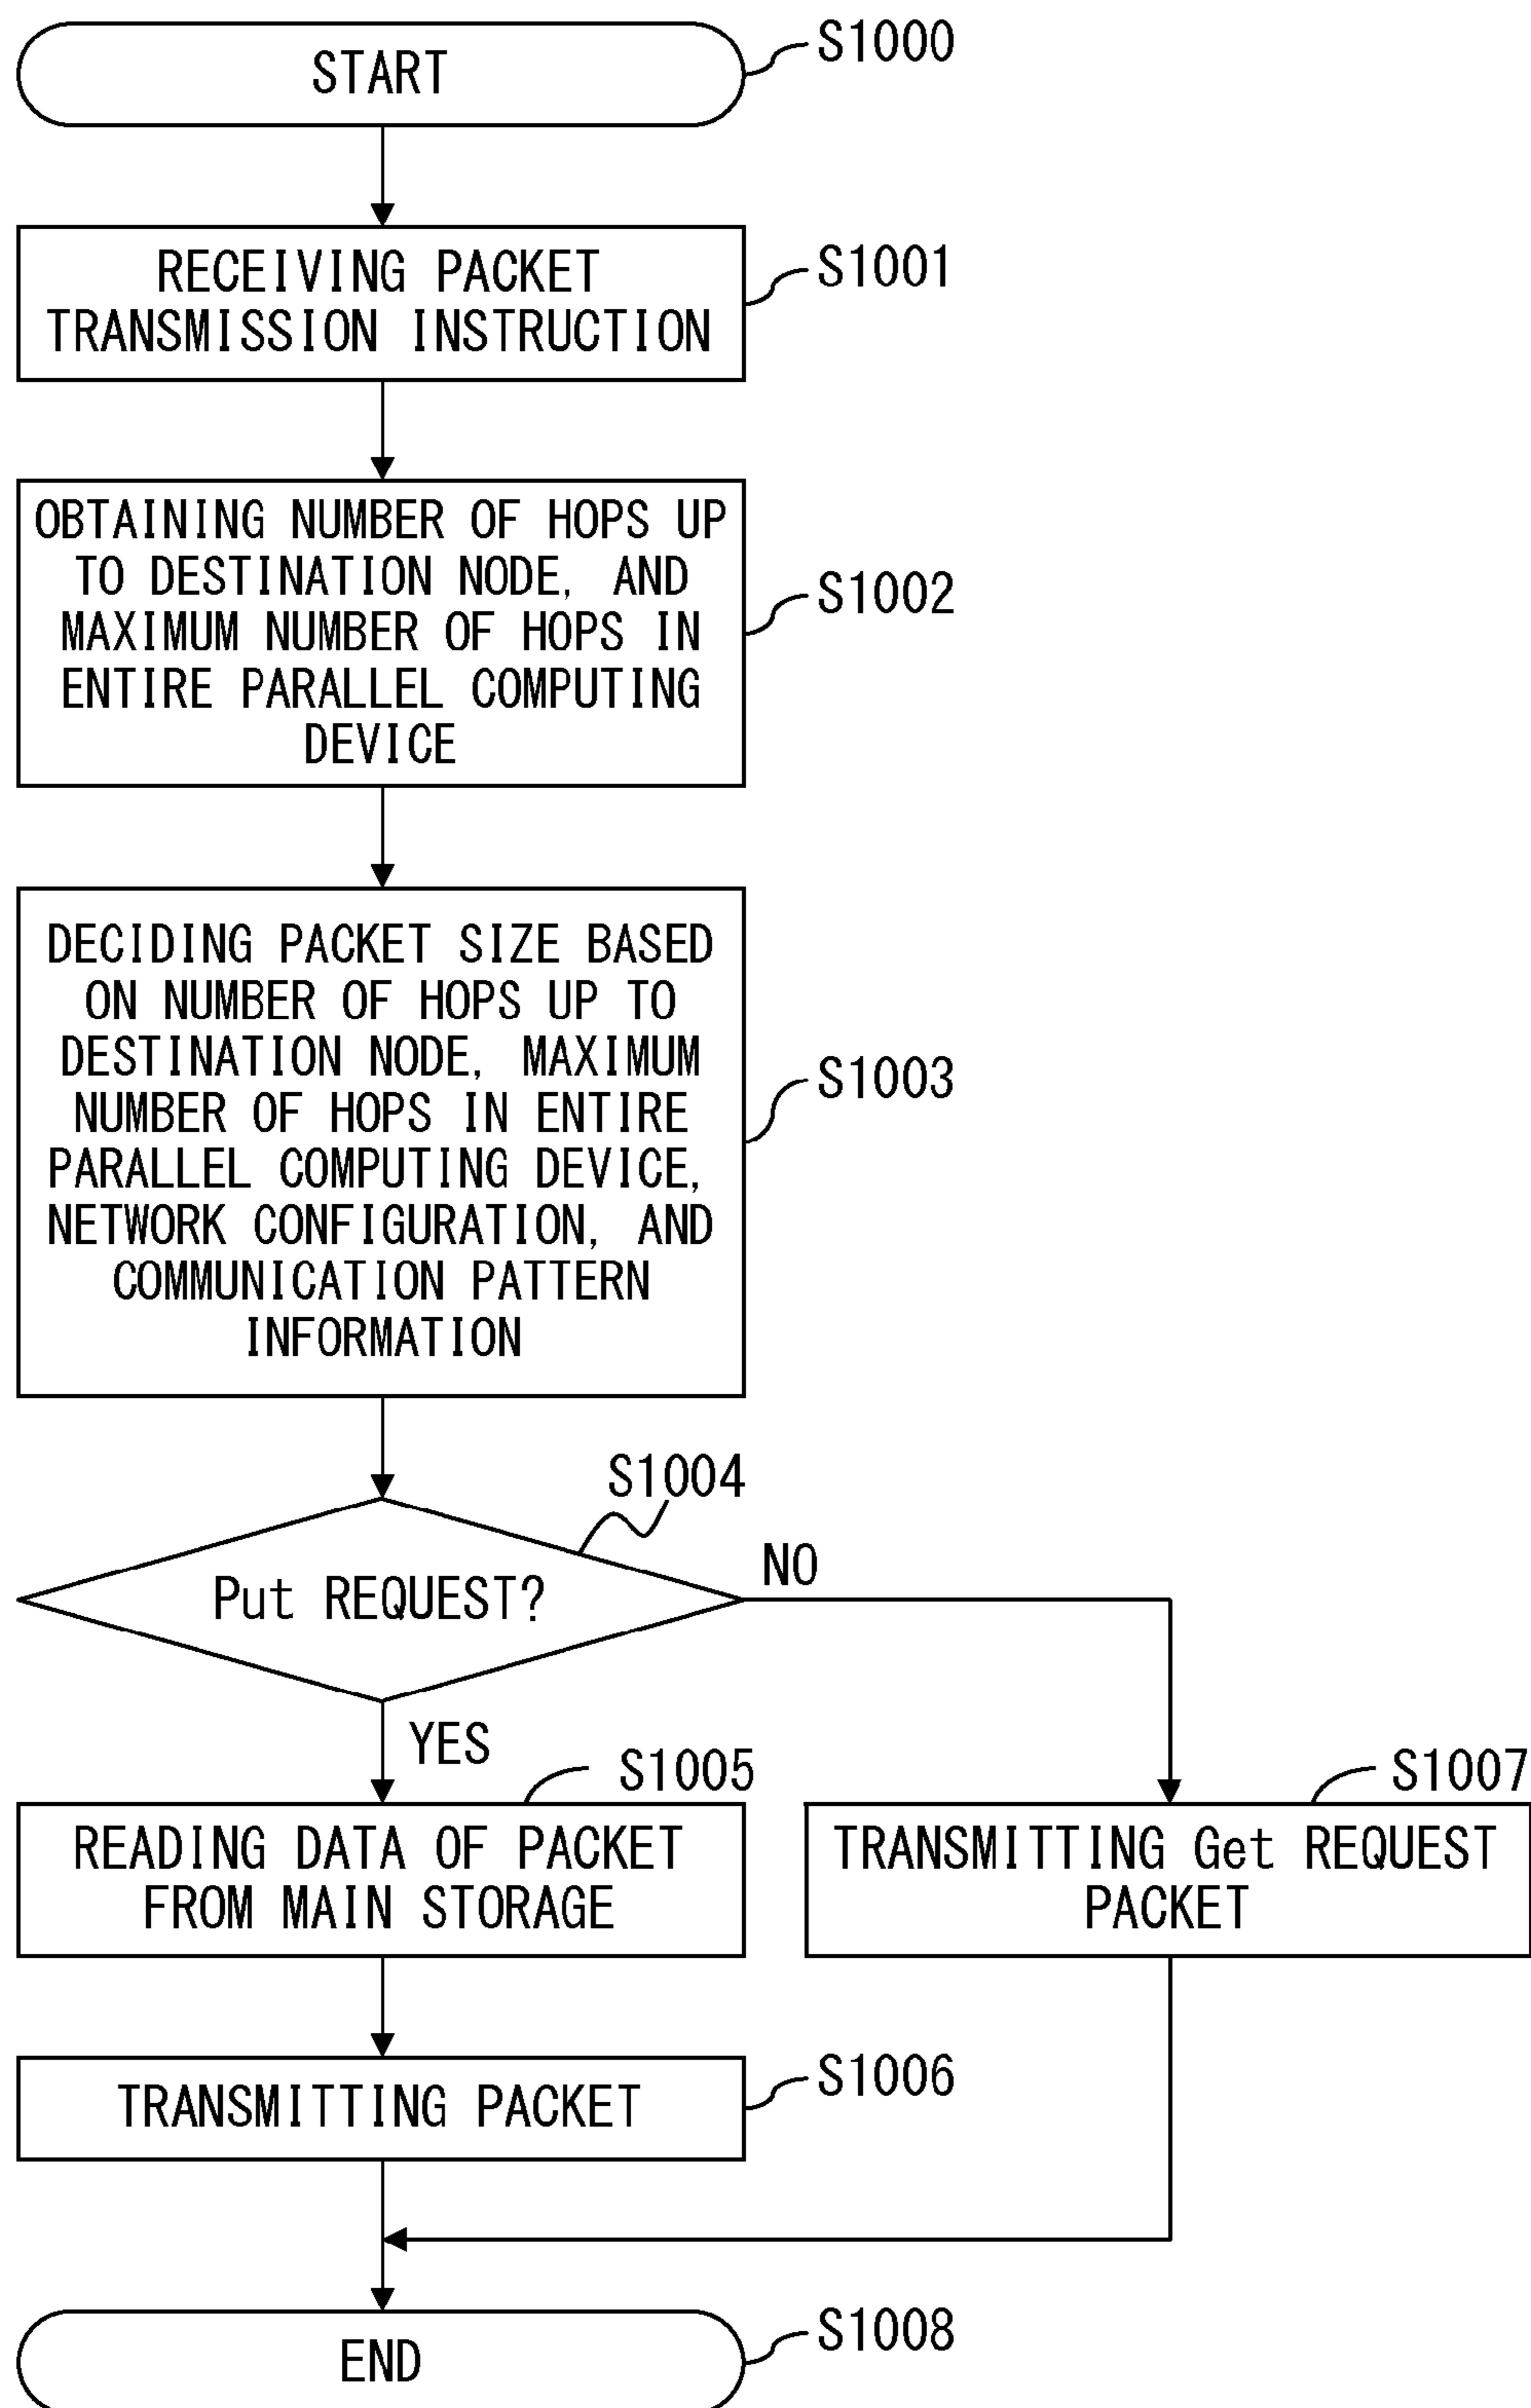 START
S1000
RECEIVING PACKET
TRANSMISSION INSTRUCTION
S1001
OBTAINING NUMBER OF HOPS UP
TO DESTINATION NODE, AND
MAXIMUM NUMBER OF HOPS IN
ENTIRE PARALLEL COMPUTING
DEVICE
S1002
DECIDING PACKET SIZE BASED
ON NUMBER OF HOPS UP TO
DESTINATION NODE, MAXIMUM
NUMBER OF HOPS IN ENTIRE
PARALLEL COMPUTING DEVICE,
NETWORK CONFIGURATION, AND
COMMUNICATION PATTERN
INFORMATION
S1003
S1004
Put REQUEST?
NO
YES
S1005
READING DATA OF PACKET
FROM MAIN STORAGE
S1007
TRANSMITTING Get REQUEST
PACKET
TRANSMITTING PACKET
S1006
END
S1008